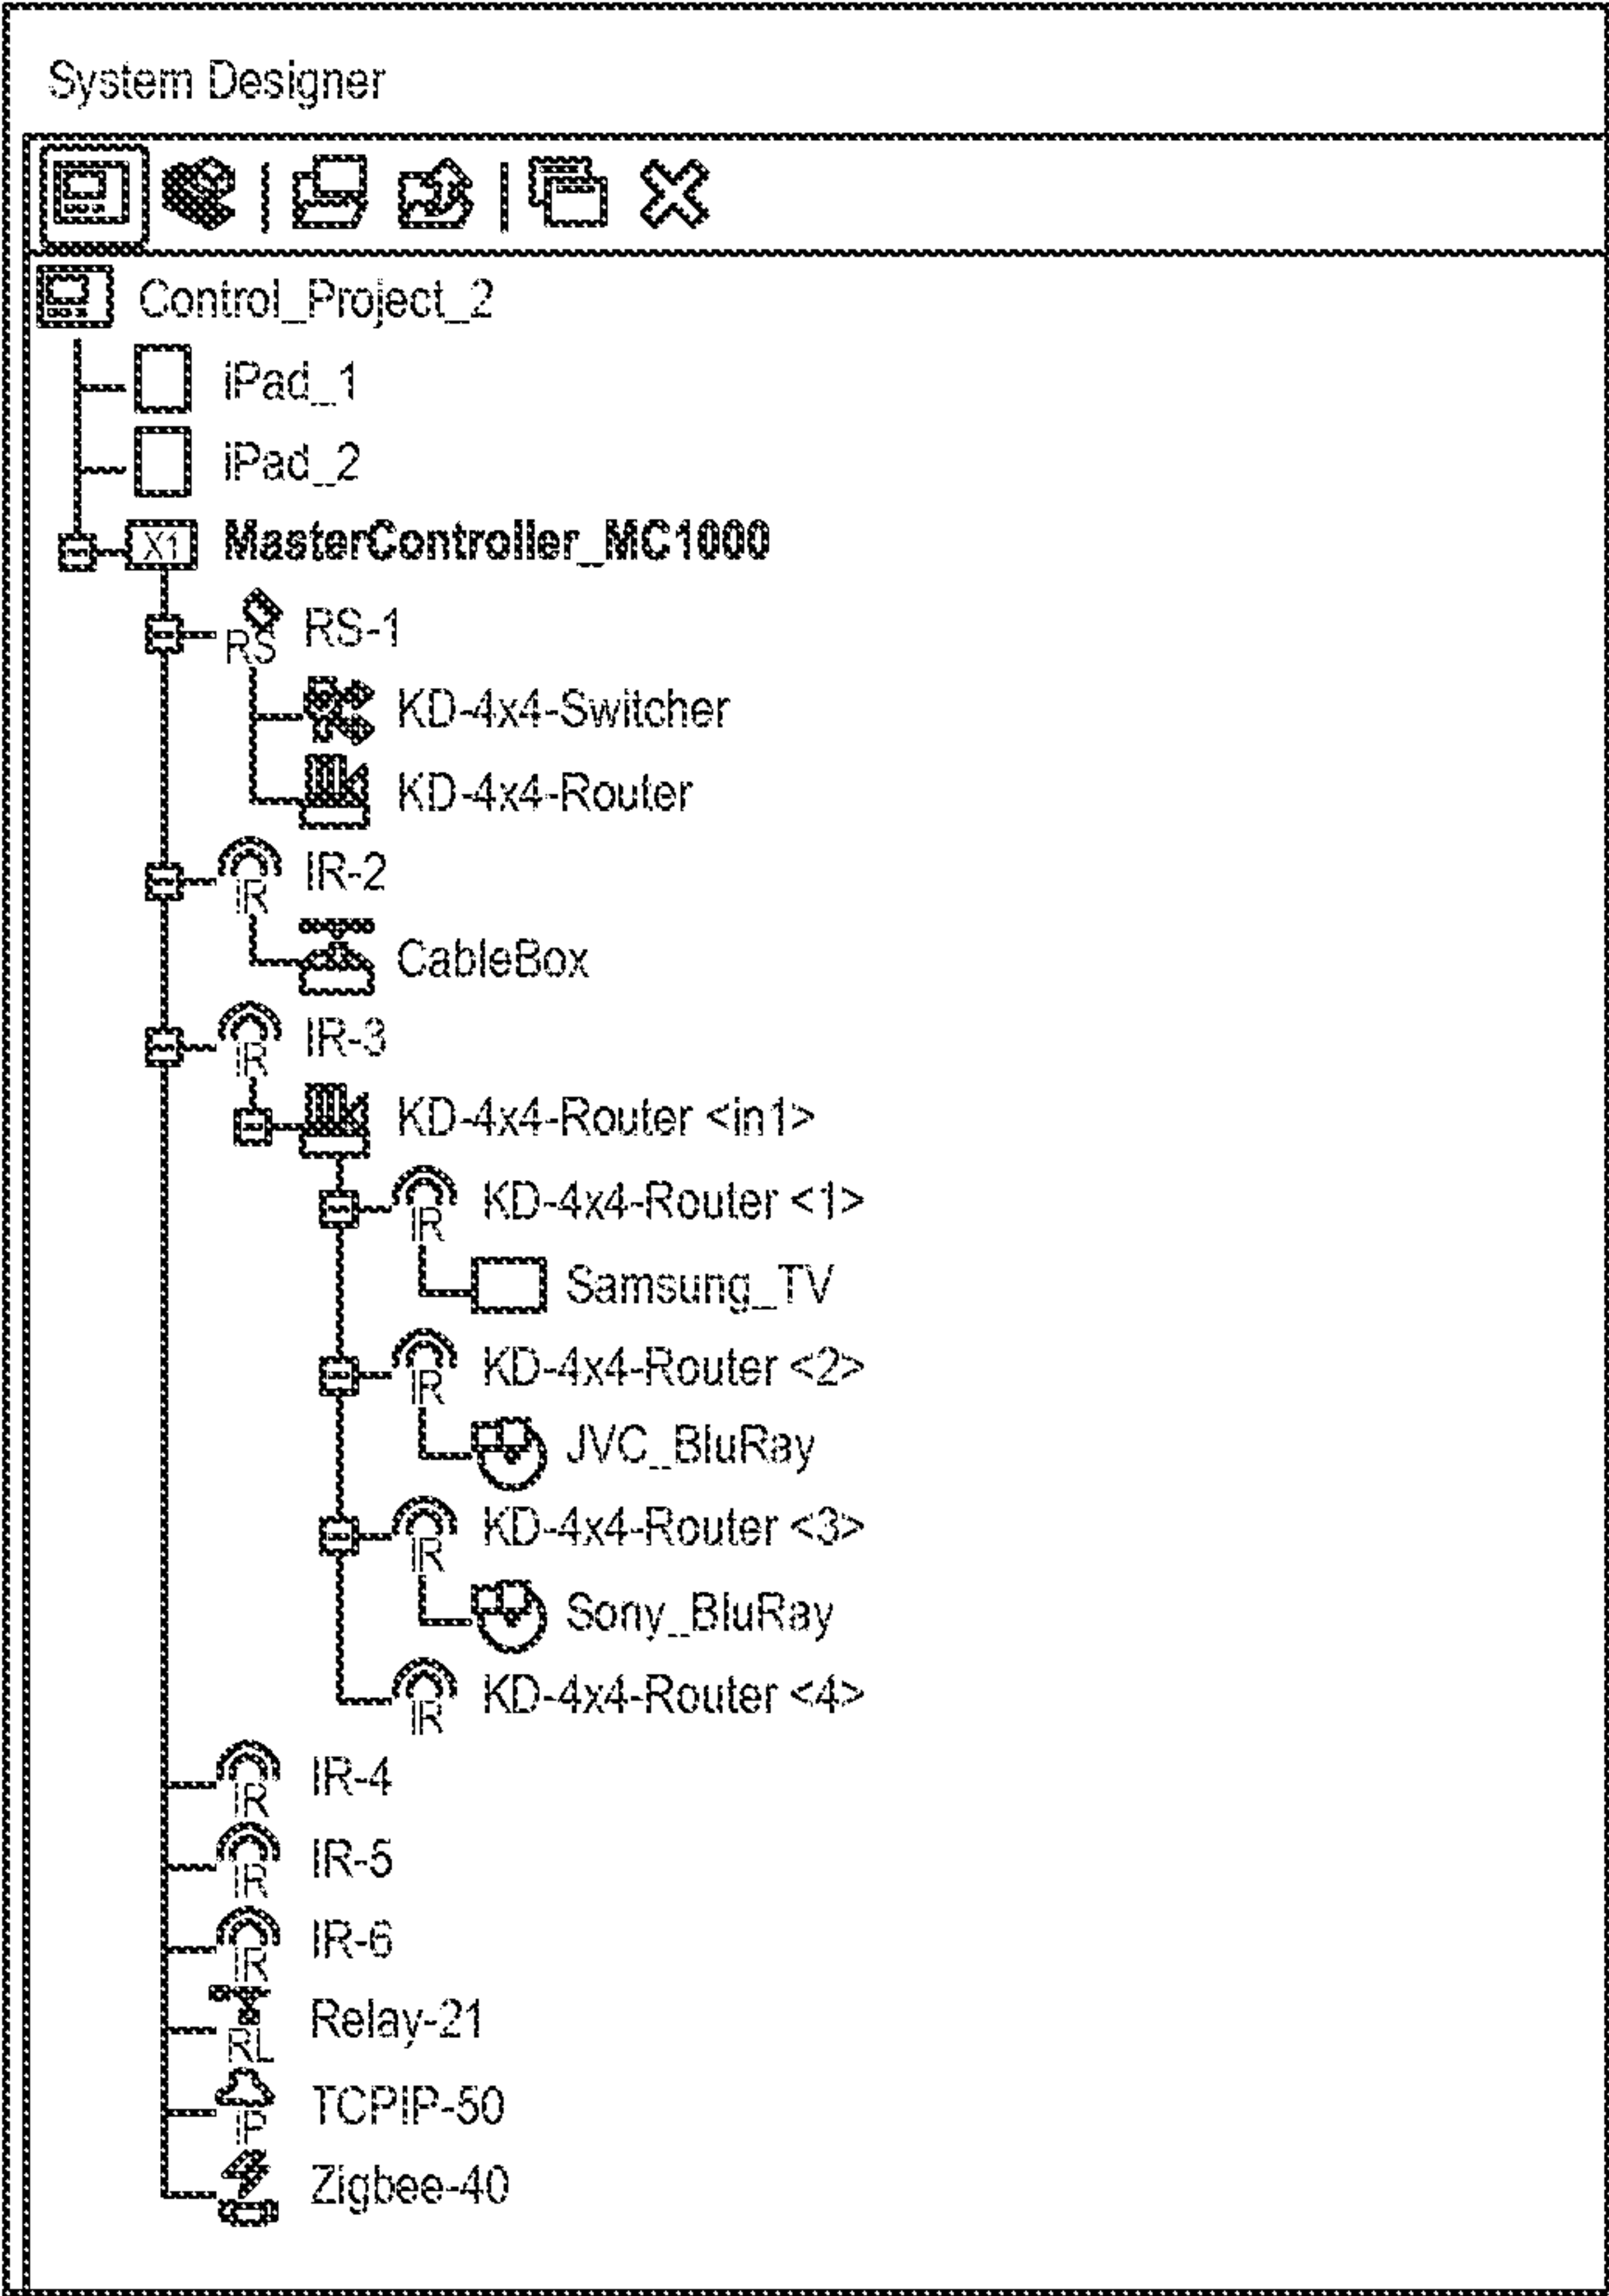 System Designer
Control_Project_2
iPad_1
iPad_2
X1 MasterController_MC1000
RS RS-1
KD-4x4-Switcher
KD-4x4-Router
IR IR-2
CableBox
IR IR-3
KD-4x4-Router <in1>
IR KD-4x4-Router <1>
Samsung_TV
IR KD-4x4-Router <2>
JVC_BluRay
IR KD-4x4-Router <3>
Sony_BluRay
IR KD-4x4-Router <4>
IR IR-4
IR IR-5
IR IR-6
RL Relay-21
IP TCPIP-50
Zigbee-40